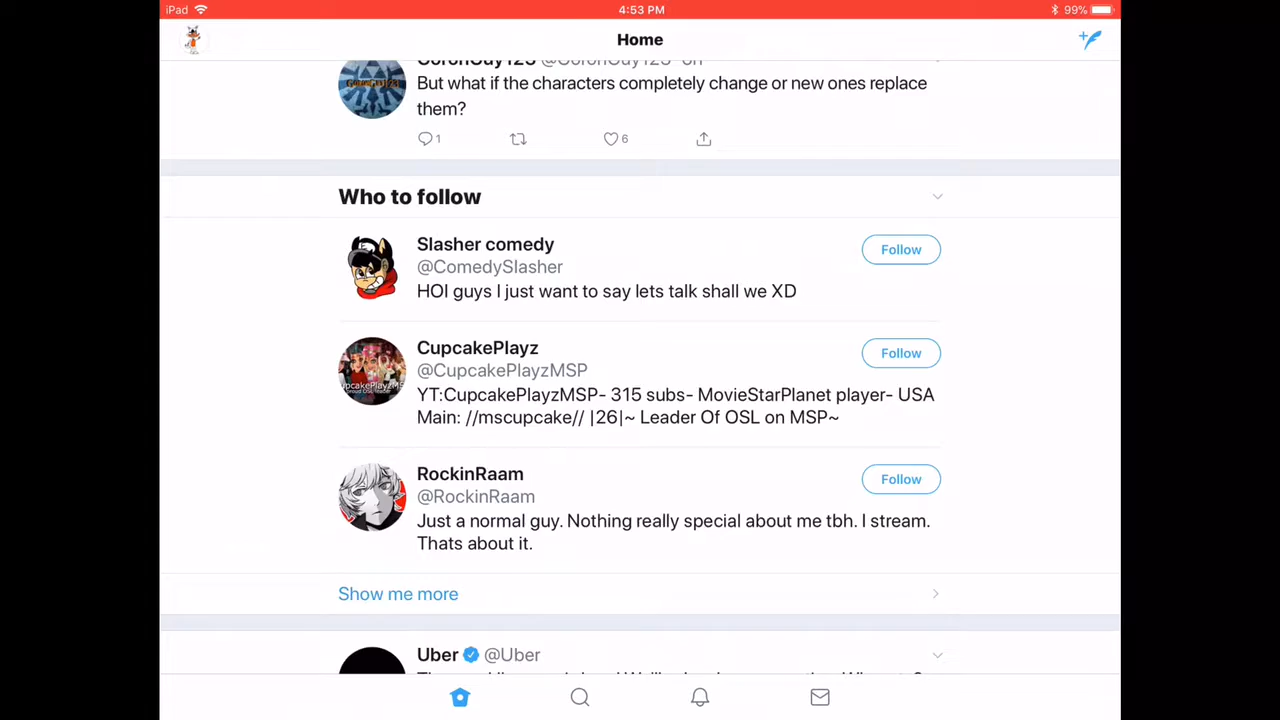 iPad 4:53 PM 99%
Home
But what if the characters completely change or new ones replace
them?
1 6
Who to follow
Slasher comedy
Follow
@ComedySlasher
HOI guys I just want to say lets talk shall we XD
CupcakePlayz
Follow
@CupcakePlayzMSP
YT:CupcakePlayzMSP- 315 subs- MovieStarPlanet player- USA
Main: //mscupcake// |26|~ Leader Of OSL on MSP~
RockinRaam
Follow
@RockinRaam
Just a normal guy. Nothing really special about me tbh. I stream.
Thats about it.
Show me more
Uber @Uber